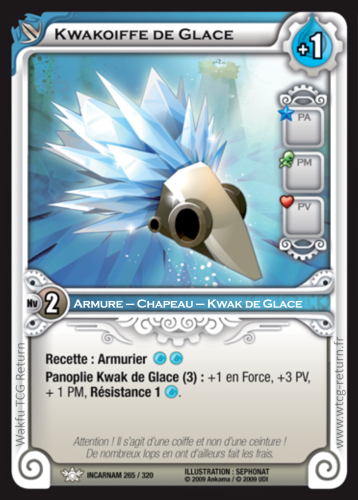 Kwakoiffe de Glace
+1
PA
PM
PV
Nv 2
Armure – Chapeau – Kwak de Glace
Recette : Armurier
Panoplie Kwak de Glace (3) : +1 en Force, +3 PV,
+ 1 PM, Résistance 1 .
Attention ! Il s'agit d'une coiffe et non d'une ceinture !
De nombreux Iops en ont d'ailleurs fait les frais.
INCARNAM 265 / 320
ILLUSTRATION : SEPHONAT
© 2009 Ankama / © 2009 UDI
Wakfu TCG Return
www.wtcg-return.fr